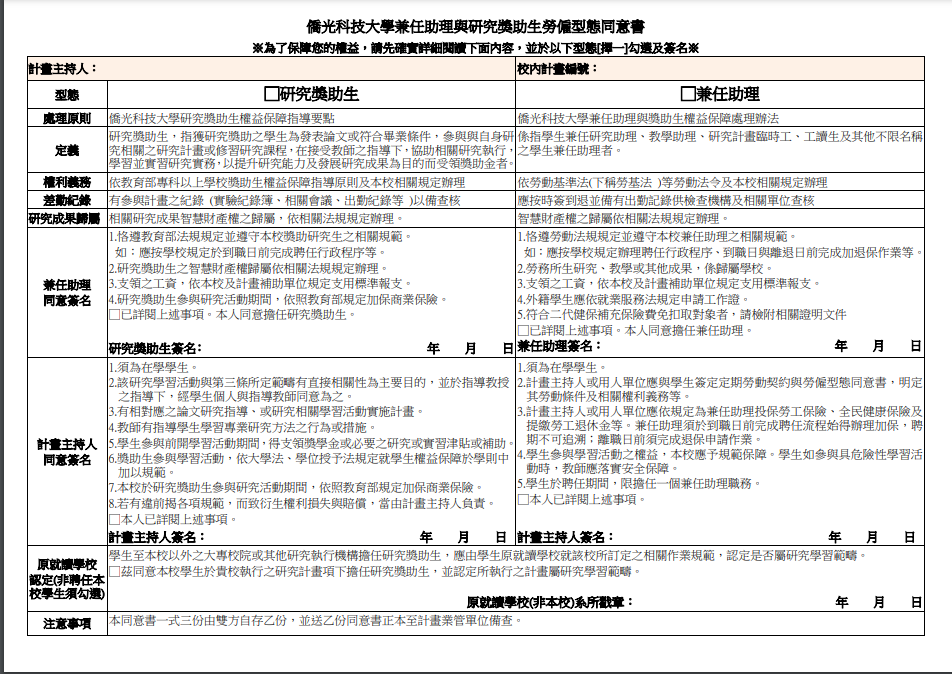 僑光科技大學兼任助理與研究獎助生勞僱型態同意書
※為了保障您的權益，請先確實詳細閱讀下面內容，並於以下型態[擇一]勾選及簽名※
計畫主持人：
校內計畫編號：
型態
□研究獎助生
□兼任助理
處理原則
僑光科技大學研究獎助生權益保障指導要點
僑光科技大學兼任助理與獎助生權益保障處理辦法
定義
研究獎助生，指獲研究獎助之學生為發表論文或符合畢業條件，參與與自身研
究相關之研究計畫或修習研究課程，在接受教師之指導下，協助相關研究執行，
學習並實習研究實務，以提升研究能力及發展研究成果為目的而受領獎助金者。
係指學生兼任研究助理、教學助理、研究計畫臨時工、工讀生及其他不限名稱
之學生兼任助理者。
權利義務
依教育部專科以上學校獎助生權益保障指導原則及本校相關規定辦理
依勞動基準法(下稱勞基法 )等勞動法令及本校相關規定辦理
差勤紀錄
有參與計畫之紀錄 (實驗紀錄簿、相關會議、出勤紀錄等 )以備查核
應按時簽到退並備有出勤記錄供檢查機構及相關單位查核
研究成果歸屬
相關研究成果智慧財產權之歸屬，依相關法規規定辦理。
智慧財產權之歸屬依相關法規規定辦理。
兼任助理
同意簽名
1.恪遵教育部法規規定並遵守本校獎助研究生之相關規範。
如：應按學校規定於到職日前完成聘任行政程序等。
2.研究獎助生之智慧財產權歸屬依相關法規規定辦理。
3.支領之工資，依本校及計畫補助單位規定支用標準報支。
4.研究獎助生參與研究活動期間，依照教育部規定加保商業保險。
□已詳閱上述事項。本人同意擔任研究獎助生。
研究獎助生簽名: 年 月 日
1.恪遵勞動法規規定並遵守本校兼任助理之相關規範。
如：應按學校規定辦理聘任行政程序、到職日與離退日前完成加退保作業等。
2.勞務所生研究、教學或其他成果，係歸屬學校。
3.支領之工資，依本校及計畫補助單位規定支用標準報支。
4.外籍學生應依就業服務法規定申請工作證。
5.符合二代健保補充保險費免扣取對象者，請檢附相關證明文件
□已詳閱上述事項。本人同意擔任兼任助理。
兼任助理簽名： 年 月 日
計畫主持人
同意簽名
1.須為在學學生。
2.該研究學習活動與第三條所定範疇有直接相關性為主要目的，並於指導教授
之指導下，經學生個人與指導教師同意為之。
3.有相對應之論文研究指導、或研究相關學習活動實施計畫。
4.教師有指導學生學習專業研究方法之行為或措施。
5.學生參與前開學習活動期間，得支領獎學金或必要之研究或實習津貼或補助。
6.獎助生參與學習活動，依大學法、學位授予法規定就學生權益保障於學則中
加以規範。
7.本校於研究獎助生參與研究活動期間，依照教育部規定加保商業保險。
8.若有違前揭各項規範，而致衍生權利損失與賠償，當由計畫主持人負責。
□本人已詳閱上述事項。
計畫主持人簽名： 年 月 日
1.須為在學學生。
2.計畫主持人或用人單位應與學生簽定定期勞動契約與勞僱型態同意書，明定
其勞動條件及相關權利義務等。
3.計畫主持人或用人單位應依規定為兼任助理投保勞工保險、全民健康保險及
提繳勞工退休金等。兼任助理須於到職日前完成聘任流程始得辦理加保，聘
期不可追溯；離職日前須完成退保申請作業。
4.學生參與學習活動之權益，本校應予規範保障。學生如參與具危險性學習活
動時，教師應落實安全保障。
5.學生於聘任期間，限擔任一個兼任助理職務。
□本人已詳閱上述事項。
計畫主持人簽名： 年 月 日
原就讀學校
認定(非聘任本
校學生須勾選)
學生至本校以外之大專校院或其他研究執行機構擔任研究獎助生，應由學生原就讀學校就該校所訂定之相關作業規範，認定是否屬研究學習範疇。
□茲同意本校學生於貴校執行之研究計畫項下擔任研究獎助生，並認定所執行之計畫屬研究學習範疇。
原就讀學校(非本校)系所戳章： 年 月 日
注意事項
本同意書一式三份由雙方自存乙份，並送乙份同意書正本至計畫業管單位備查。